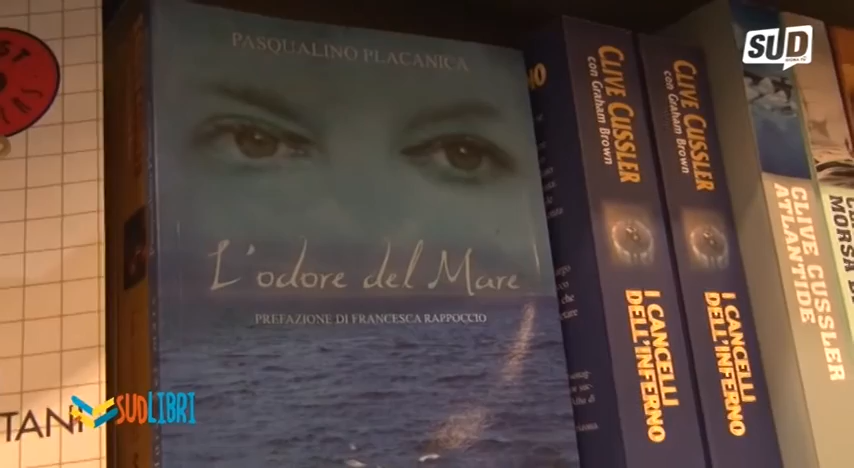 PASQUALINO PLACANICA
L'odore del Mare
PREFAZIONE DI FRANCESCA RAPPOCCIO
CLIVE CUSSLER
con Graham Brown
I CANCELLI
DELL'INFERNO
CLIVE CUSSLER
con Graham Brown
I CANCELLI
DELL'INFERNO
CLIVE CUSSLER
ATLANTIDE
MORSA
SUD
SUDLIBRI
TANI